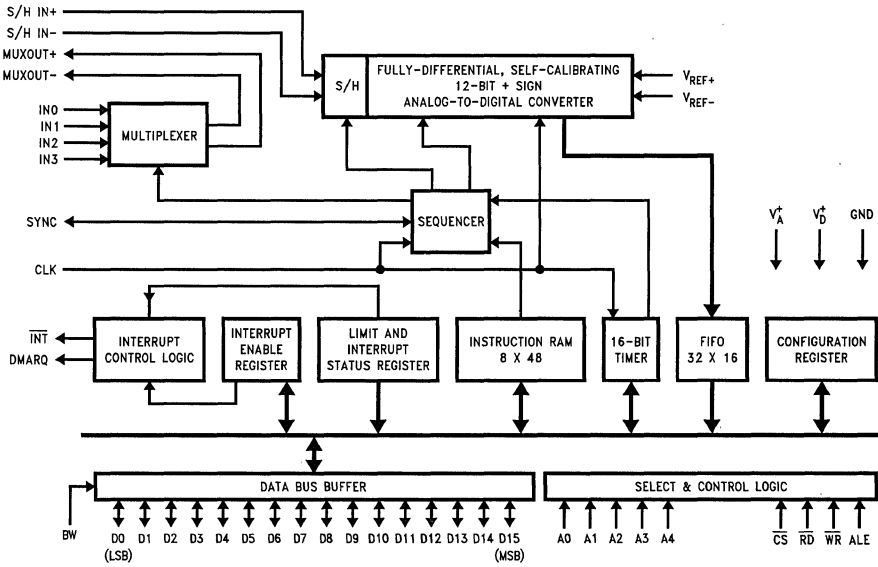 S/H IN+
S/H IN-
MUXOUT+
MUXOUT-
IN0
IN1
IN2
IN3
MULTIPLEXER
S/H
FULLY-DIFFERENTIAL, SELF-CALIBRATING
12-BIT + SIGN
ANALOG-TO-DIGITAL CONVERTER
VREF+
VREF-
SYNC
SEQUENCER
CLK
V+A
V+D
GND
INT
DMARQ
INTERRUPT
CONTROL LOGIC
INTERRUPT
ENABLE
REGISTER
LIMIT AND
INTERRUPT
STATUS REGISTER
INSTRUCTION RAM
8 X 48
16-BIT
TIMER
FIFO
32 X 16
CONFIGURATION
REGISTER
DATA BUS BUFFER
SELECT & CONTROL LOGIC
BW
D0 D1 D2 D3 D4 D5 D6 D7 D8 D9 D10 D11 D12 D13 D14 D15
(LSB) (MSB)
A0 A1 A2 A3 A4
CS RD WR ALE